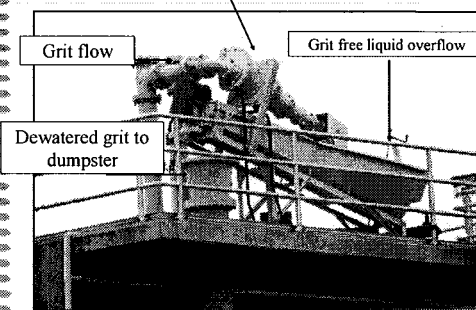 Grit flow
Grit free liquid overflow
Dewatered grit to
dumpster